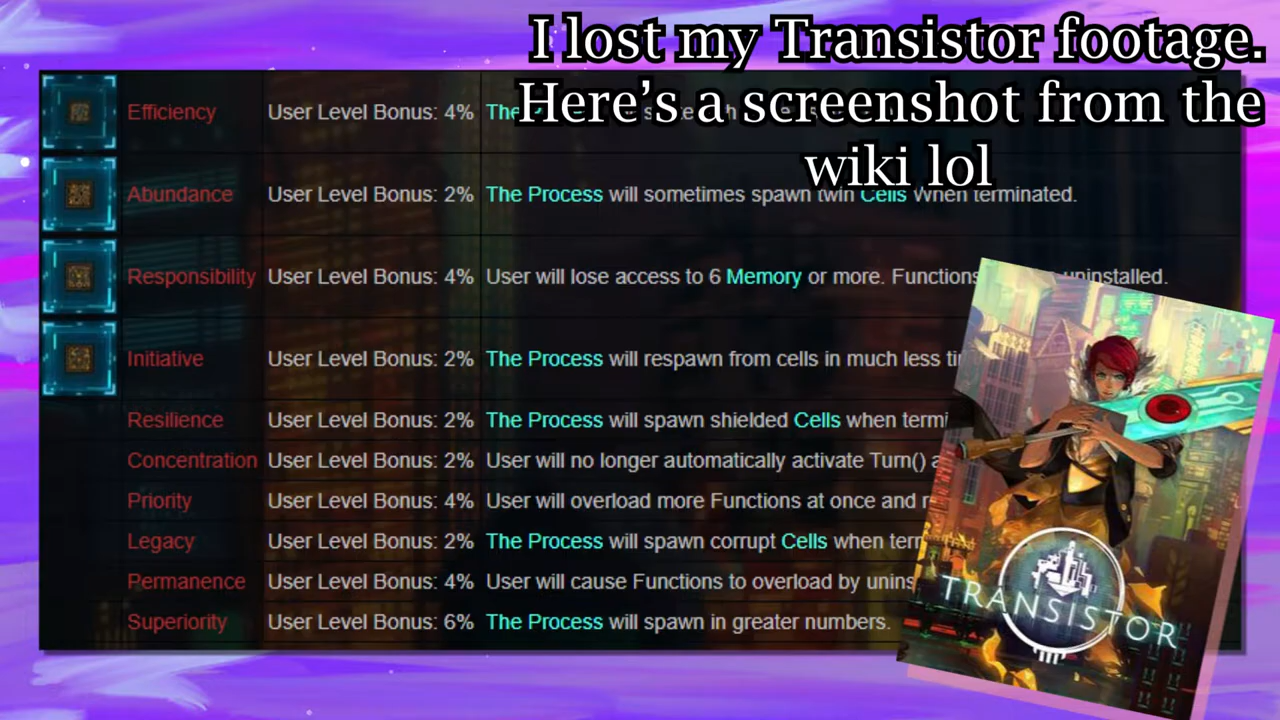 I lost my Transistor footage.
Here's a screenshot from the
wiki lol
Efficiency User Level Bonus: 4% The
Abundance User Level Bonus: 2% The Process will sometimes spawn twin Cells When terminated.
Responsibility User Level Bonus: 4% User will lose access to 6 Memory or more. Functions uninstalled.
Initiative User Level Bonus: 2% The Process will respawn from cells in much less
Resilience User Level Bonus: 2% The Process will spawn shielded Cells when
Concentration User Level Bonus: 2% User will no longer automatically activate Turn()
Priority User Level Bonus: 4% User will overload more Functions at once and
Legacy User Level Bonus: 2% The Process will spawn corrupt Cells when
Permanence User Level Bonus: 4% User will cause Functions to overload by
Superiority User Level Bonus: 6% The Process will spawn in greater numbers.
TRANSISTOR